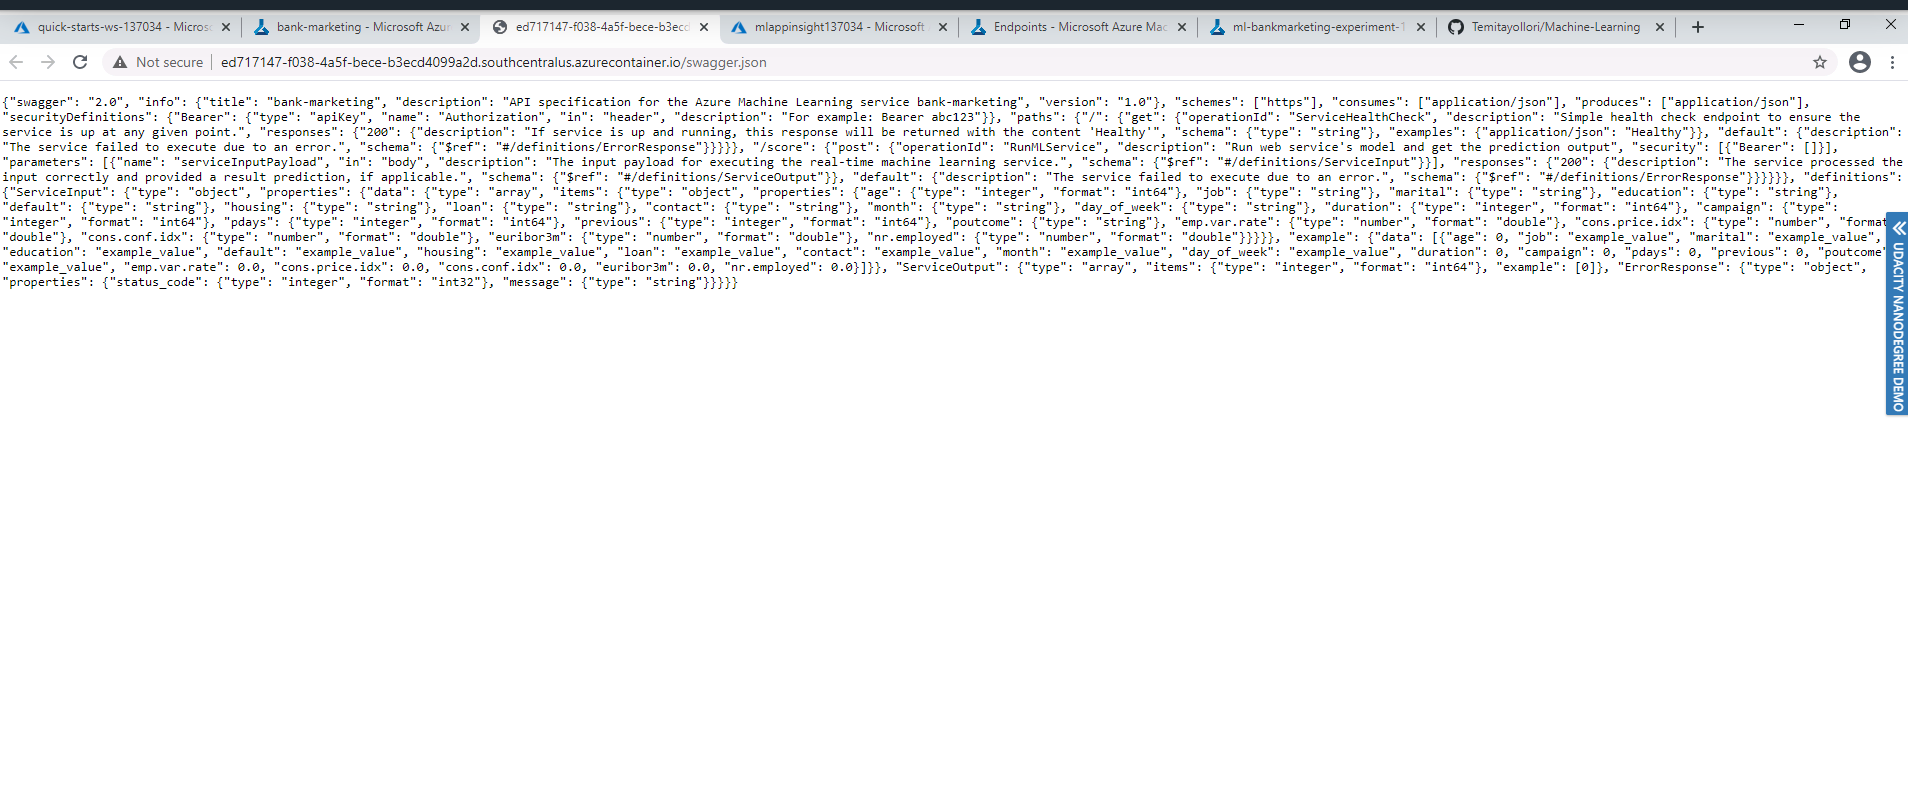 quick-starts-ws-137034 - Micros
bank-marketing - Microsoft Azur
ed717147-f038-4a5f-bece-b3ecd
mlappinsight137034 - Microsoft
Endpoints - Microsoft Azure Mac
ml-bankmarketing-experiment-1
Temitayollori/Machine-Learning
Not secure
ed717147-f038-4a5f-bece-b3ecd4099a2d.southcentralus.azurecontainer.io/swagger.json
{"swagger": "2.0", "info": {"title": "bank-marketing", "description": "API specification for the Azure Machine Learning service bank-marketing", "version": "1.0"}, "schemes": ["https"], "consumes": ["application/json"], "produces": ["application/json"],
"securityDefinitions": {"Bearer": {"type": "apiKey", "name": "Authorization", "in": "header", "description": "For example: Bearer abc123"}}, "paths": {"/": {"get": {"operationId": "ServiceHealthCheck", "description": "Simple health check endpoint to ensure the
service is up at any given point.", "responses": {"200": {"description": "If service is up and running, this response will be returned with the content 'Healthy'", "schema": {"type": "string"}, "examples": {"application/json": "Healthy"}}, "default": {"description":
"The service failed to execute due to an error.", "schema": {"$ref": "#/definitions/ErrorResponse"}}}}}, "/score": {"post": {"operationId": "RunMLService", "description": "Run web service's model and get the prediction output", "security": [{"Bearer": []}],
"parameters": [{"name": "serviceInputPayload", "in": "body", "description": "The input payload for executing the real-time machine learning service.", "schema": {"$ref": "#/definitions/ServiceInput"}}], "responses": {"200": {"description": "The service processed the
input correctly and provided a result prediction, if applicable.", "schema": {"$ref": "#/definitions/ServiceOutput"}}, "default": {"description": "The service failed to execute due to an error.", "schema": {"$ref": "#/definitions/ErrorResponse"}}}}}}, "definitions":
{"ServiceInput": {"type": "object", "properties": {"data": {"type": "array", "items": {"type": "object", "properties": {"age": {"type": "integer", "format": "int64"}, "job": {"type": "string"}, "marital": {"type": "string"}, "education": {"type": "string"},
"default": {"type": "string"}, "housing": {"type": "string"}, "loan": {"type": "string"}, "contact": {"type": "string"}, "month": {"type": "string"}, "day_of_week": {"type": "string"}, "duration": {"type": "integer", "format": "int64"}, "campaign": {"type":
"integer", "format": "int64"}, "pdays": {"type": "integer", "format": "int64"}, "previous": {"type": "integer", "format": "int64"}, "poutcome": {"type": "string"}, "emp.var.rate": {"type": "number", "format": "double"}, "cons.price.idx": {"type": "number", "format
"double"}, "cons.conf.idx": {"type": "number", "format": "double"}, "euribor3m": {"type": "number", "format": "double"}, "nr.employed": {"type": "number", "format": "double"}}}}}, "example": {"data": [{"age": 0, "job": "example_value", "marital": "example_value",
"education": "example_value", "default": "example_value", "housing": "example_value", "loan": "example_value", "contact": "example_value", "month": "example_value", "day_of_week": "example_value", "duration": 0, "campaign": 0, "pdays": 0, "previous": 0, "poutcome"
"example_value", "emp.var.rate": 0.0, "cons.price.idx": 0.0, "cons.conf.idx": 0.0, "euribor3m": 0.0, "nr.employed": 0.0}]}}, "ServiceOutput": {"type": "array", "items": {"type": "integer", "format": "int64"}, "example": [0]}, "ErrorResponse": {"type": "object",
"properties": {"status_code": {"type": "integer", "format": "int32"}, "message": {"type": "string"}}}}}
UDACITY NANODEGREE DEMO